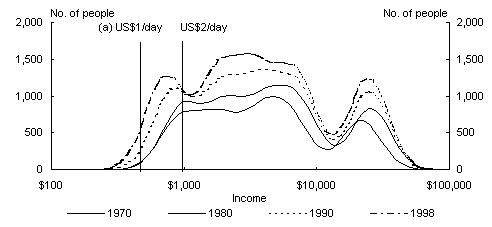 No. of people No. of people
2,000 (a) US$1/day US$2/day 2,000
1,500 1,500
1,000 1,000
500 500
0 0
$100 $1,000 $10,000 $100,000
Income
1970 1980 1990 1998